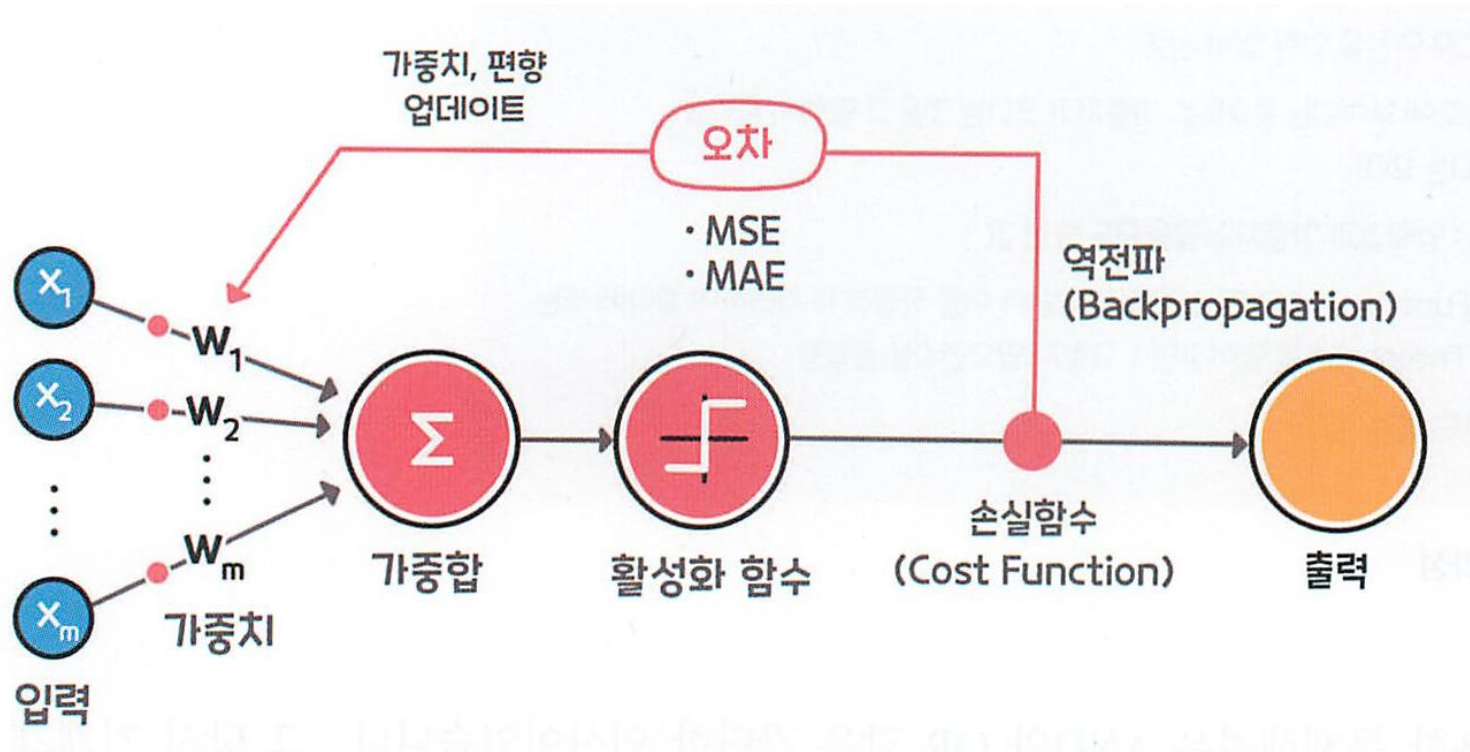 가중치, 편향
업데이트
오차
· MSE
· MAE
역전파
(Backpropagation)
X1
W1
X2
W2
Xm
Wm
Σ
가중치
입력
가중합
활성화 함수
손실함수
(Cost Function)
출력